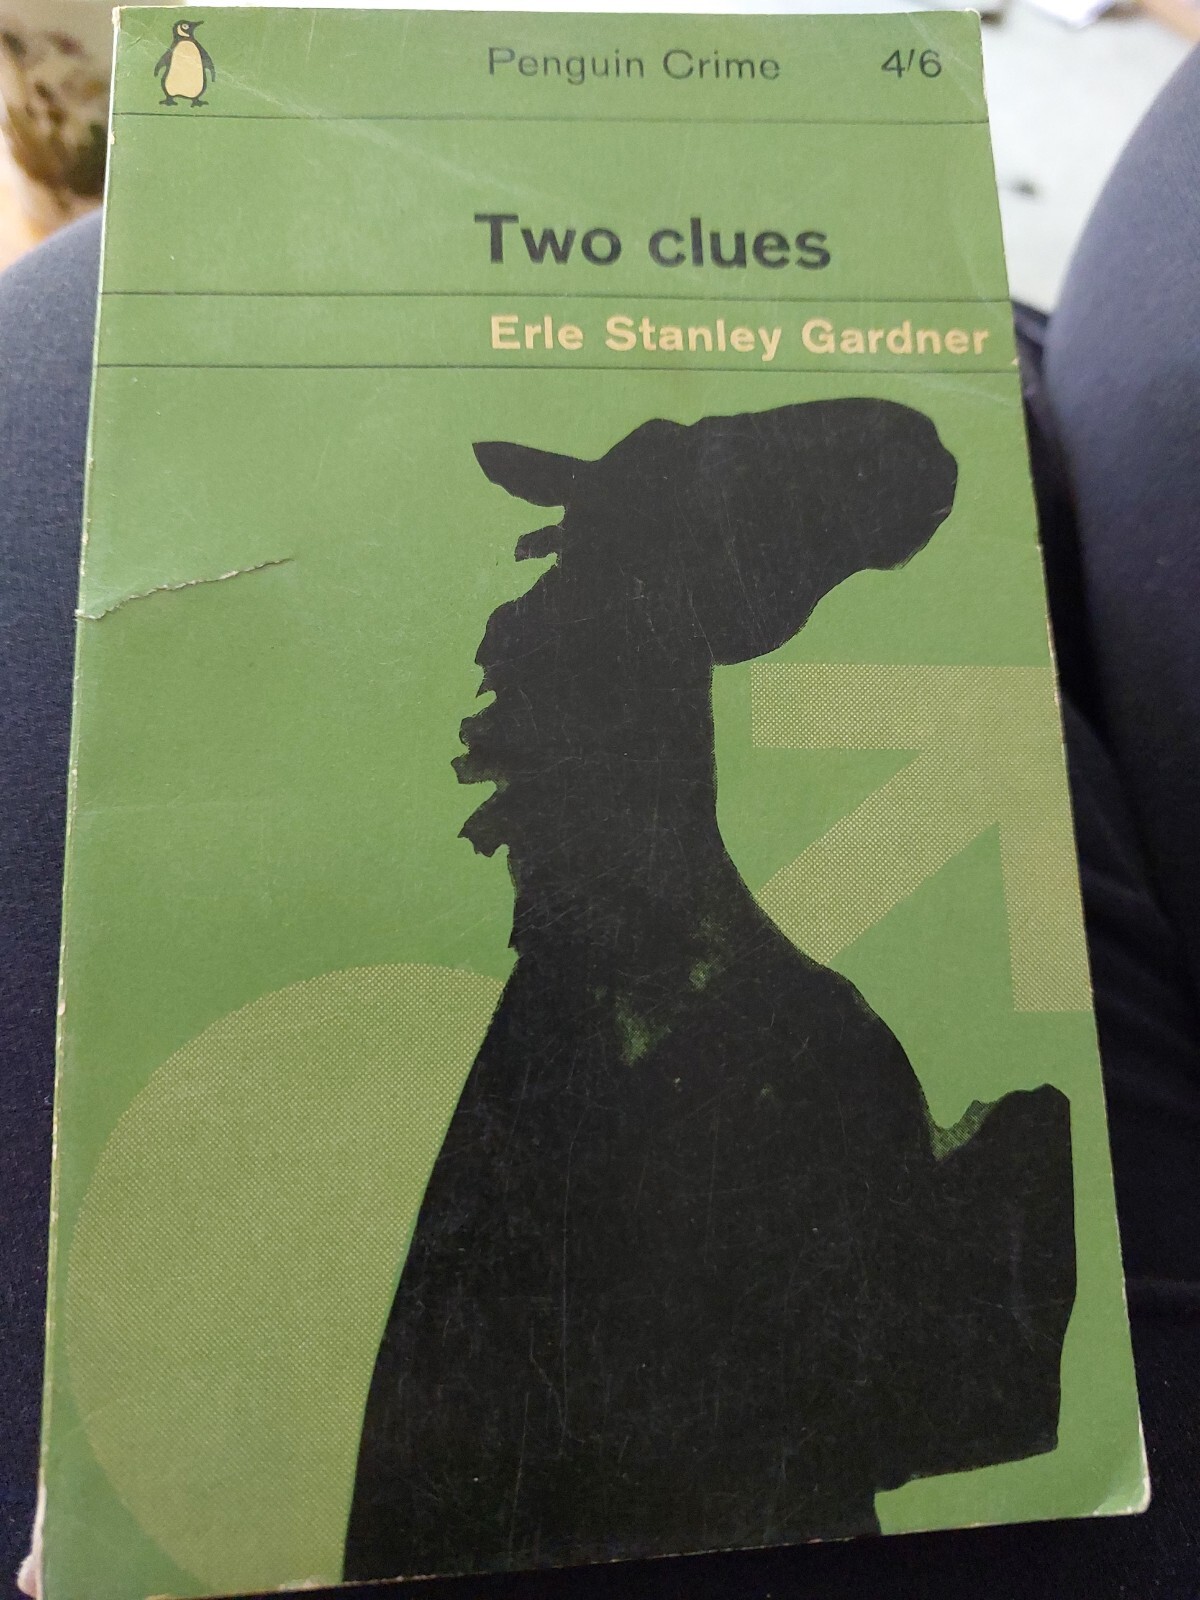 Penguin Crime 4/6
Two clues
Erle Stanley Gardner